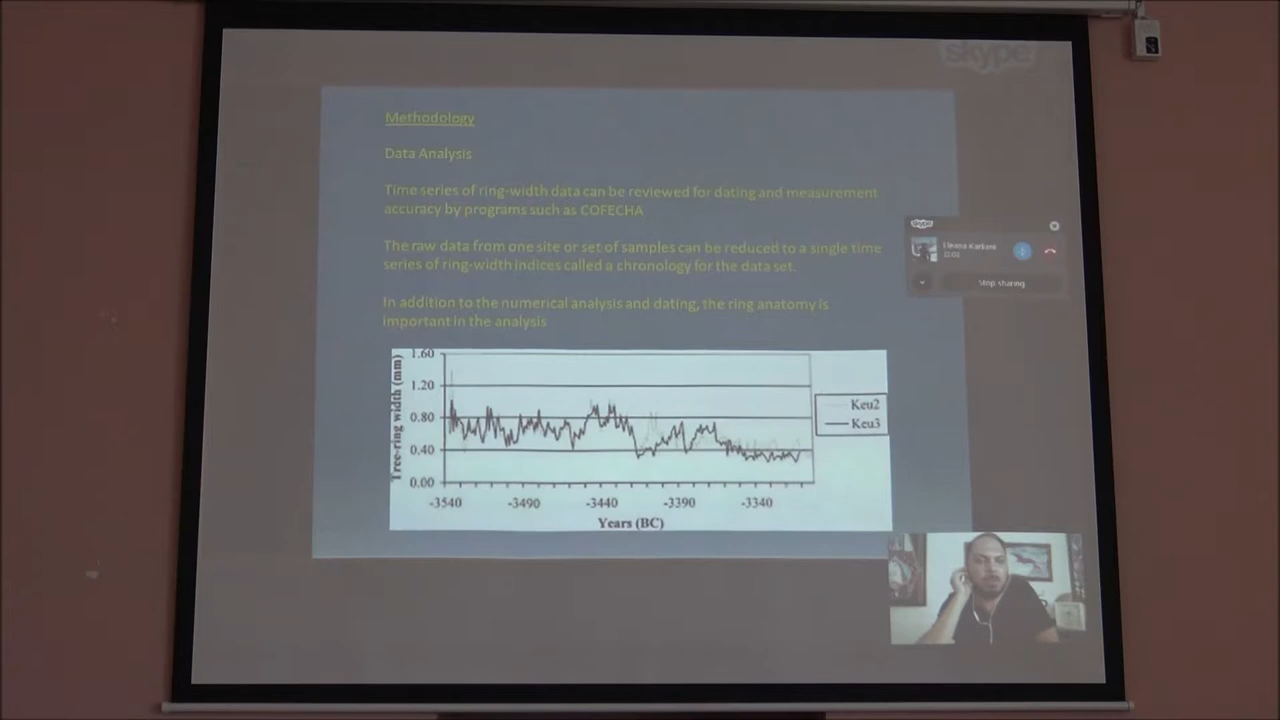 skype
Methodology
Data Analysis
Time series of ring-width data can be reviewed for dating and measurement
accuracy by programs such as COFECHA
The raw data from one site or set of samples can be reduced to a single time
series of ring-width indices called a chronology for the data set.
In addition to the numerical analysis and dating, the ring anatomy is
important in the analysis
skype
Stop sharing
Tree-ring width (mm)
1.60
1.20
0.80
0.40
0.00
-3540
-3490
-3440
-3390
-3340
Years (BC)
Keu2
Keu3